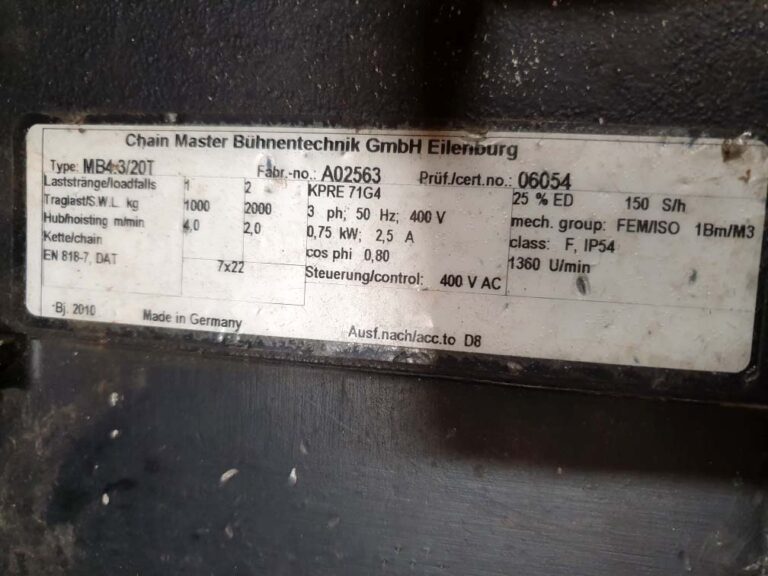 Chain Master Bühnentechnik GmbH Eilenburg
Type: MB4.3/20T Fabr.-no.: A02563 Prüf./cert.no.: 06054
Laststränge/loadfalls 1 2 KPRE 71G4 25 % ED 150 S/h
Traglast/S.W.L. kg 1000 2000 3 ph; 50 Hz; 400 V mech. group: FEM/ISO 1Bm/M3
Hub/hoisting m/min 4,0 2,0 0,75 kW; 2,5 A class: F, IP54
Kette/chain cos phi 0,80 1360 U/min
EN 818-7, DAT 7x22 Steuerung/control: 400 V AC
Bj. 2010 Made in Germany Ausf.nach/acc.to D8